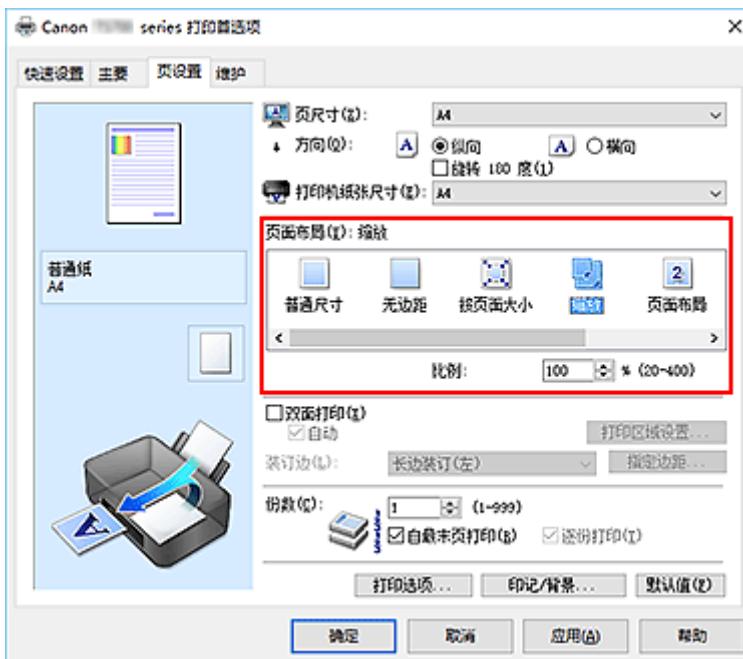 Canon series 打印首选项
快速设置 主要 页设置 维护
页尺寸(Z): A4
方向(O): A 纵向 A 横向
旋转 180 度(1)
打印机纸张尺寸(E): A4
页面布局(Y): 缩放
普通尺寸 无边距 按页面大小 缩放 2 页面布局
比例: 100 % (20-400)
普通纸
A4
双面打印(X)
自动 打印区域设置...
装订边(L): 长边装订(左) 指定边距...
份数(C): 1 (1-999)
自最末页打印(B) 逐份打印(T)
打印选项... 印记/背景... 默认值(F)
确定 取消 应用(A) 帮助